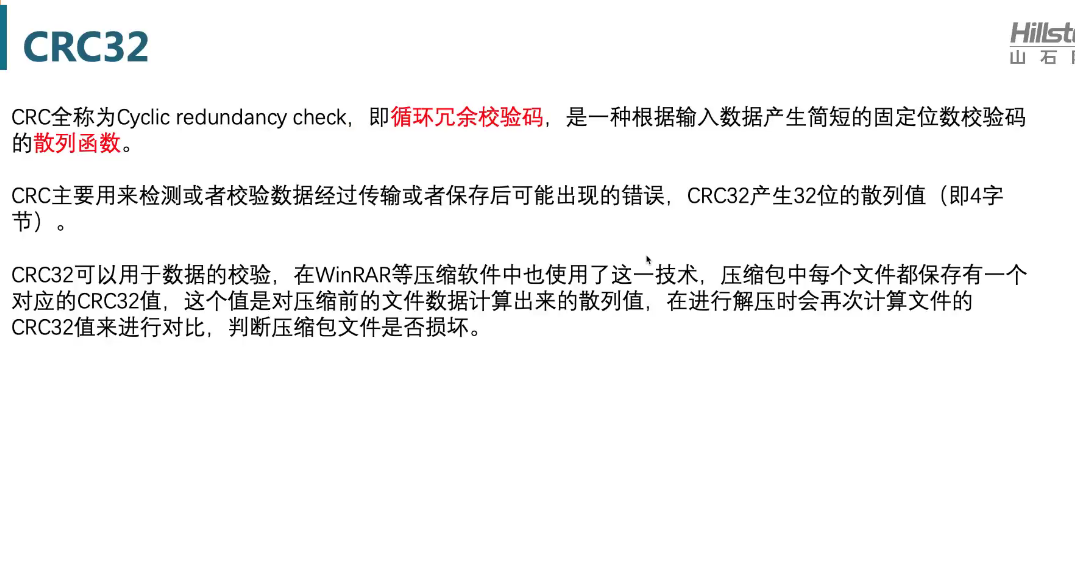 CRC32
Hillst
山石
CRC全称为Cyclic redundancy check，即循环冗余校验码，是一种根据输入数据产生简短的固定位数校验码
的散列函数。
CRC主要用来检测或者校验数据经过传输或者保存后可能出现的错误，CRC32产生32位的散列值（即4字
节）。
CRC32可以用于数据的校验，在WinRAR等压缩软件中也使用了这一技术，压缩包中每个文件都保存有一个
对应的CRC32值，这个值是对压缩前的文件数据计算出来的散列值，在进行解压时会再次计算文件的
CRC32值来进行对比，判断压缩包文件是否损坏。